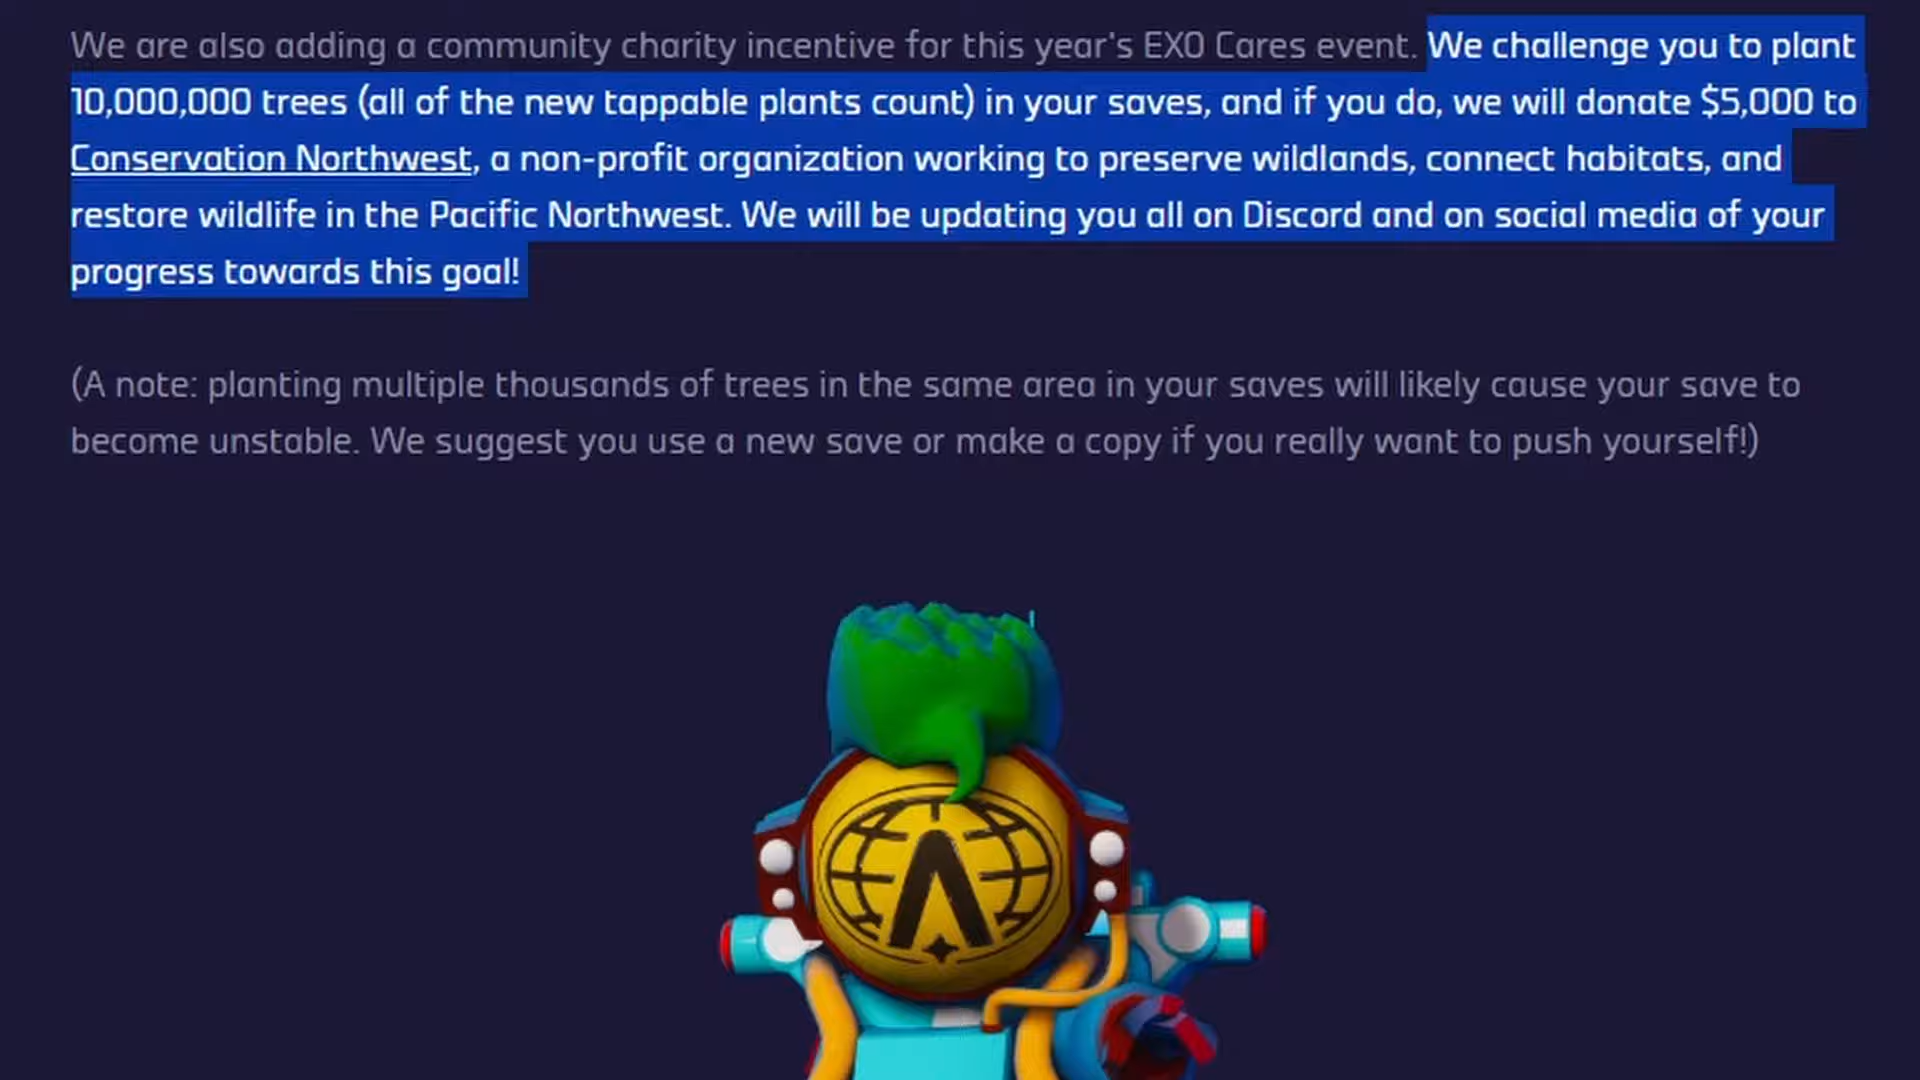 We are also adding a community charity incentive for this year's EXO Cares event. We challenge you to plant
10,000,000 trees (all of the new tappable plants count) in your saves, and if you do, we will donate $5,000 to
Conservation Northwest, a non-profit organization working to preserve wildlands, connect habitats, and
restore wildlife in the Pacific Northwest. We will be updating you all on Discord and on social media of your
progress towards this goal!
(A note: planting multiple thousands of trees in the same area in your saves will likely cause your save to
become unstable. We suggest you use a new save or make a copy if you really want to push yourself!)